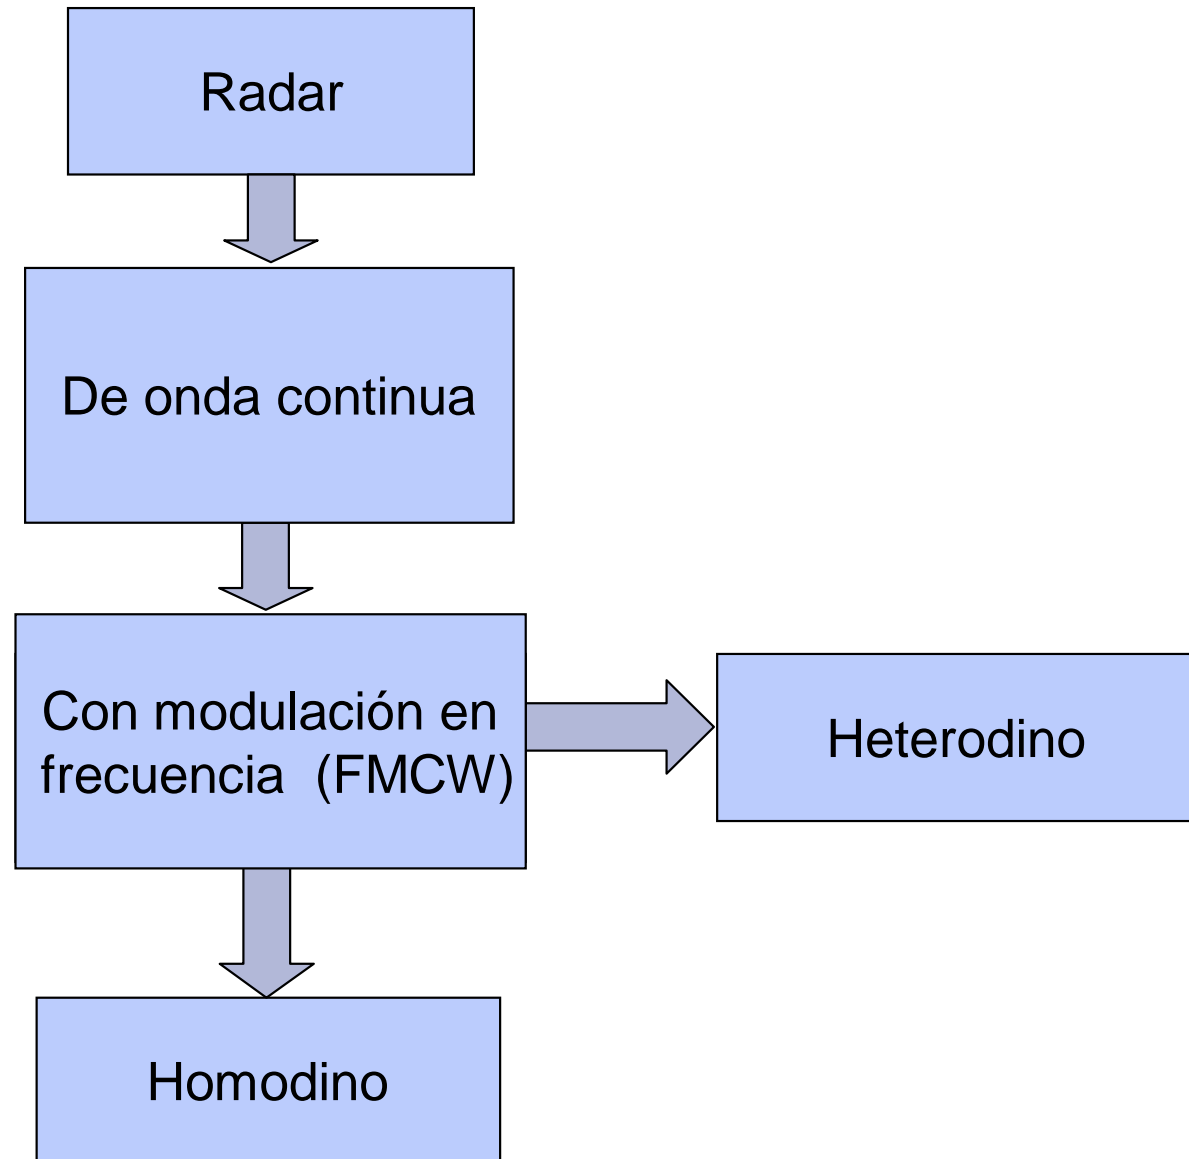 Radar
De onda continua
Con modulación en
frecuencia (FMCW)
Heterodino
Homodino